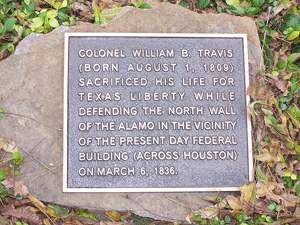 COLONEL WILLIAM B. TRAVIS
(BORN AUGUST 1, 1809)
SACRIFICED HIS LIFE FOR
TEXAS LIBERTY WHILE
DEFENDING THE NORTH WALL
OF THE ALAMO IN THE VICINITY
OF THE PRESENT DAY FEDERAL
BUILDING (ACROSS HOUSTON)
ON MARCH 6, 1836.